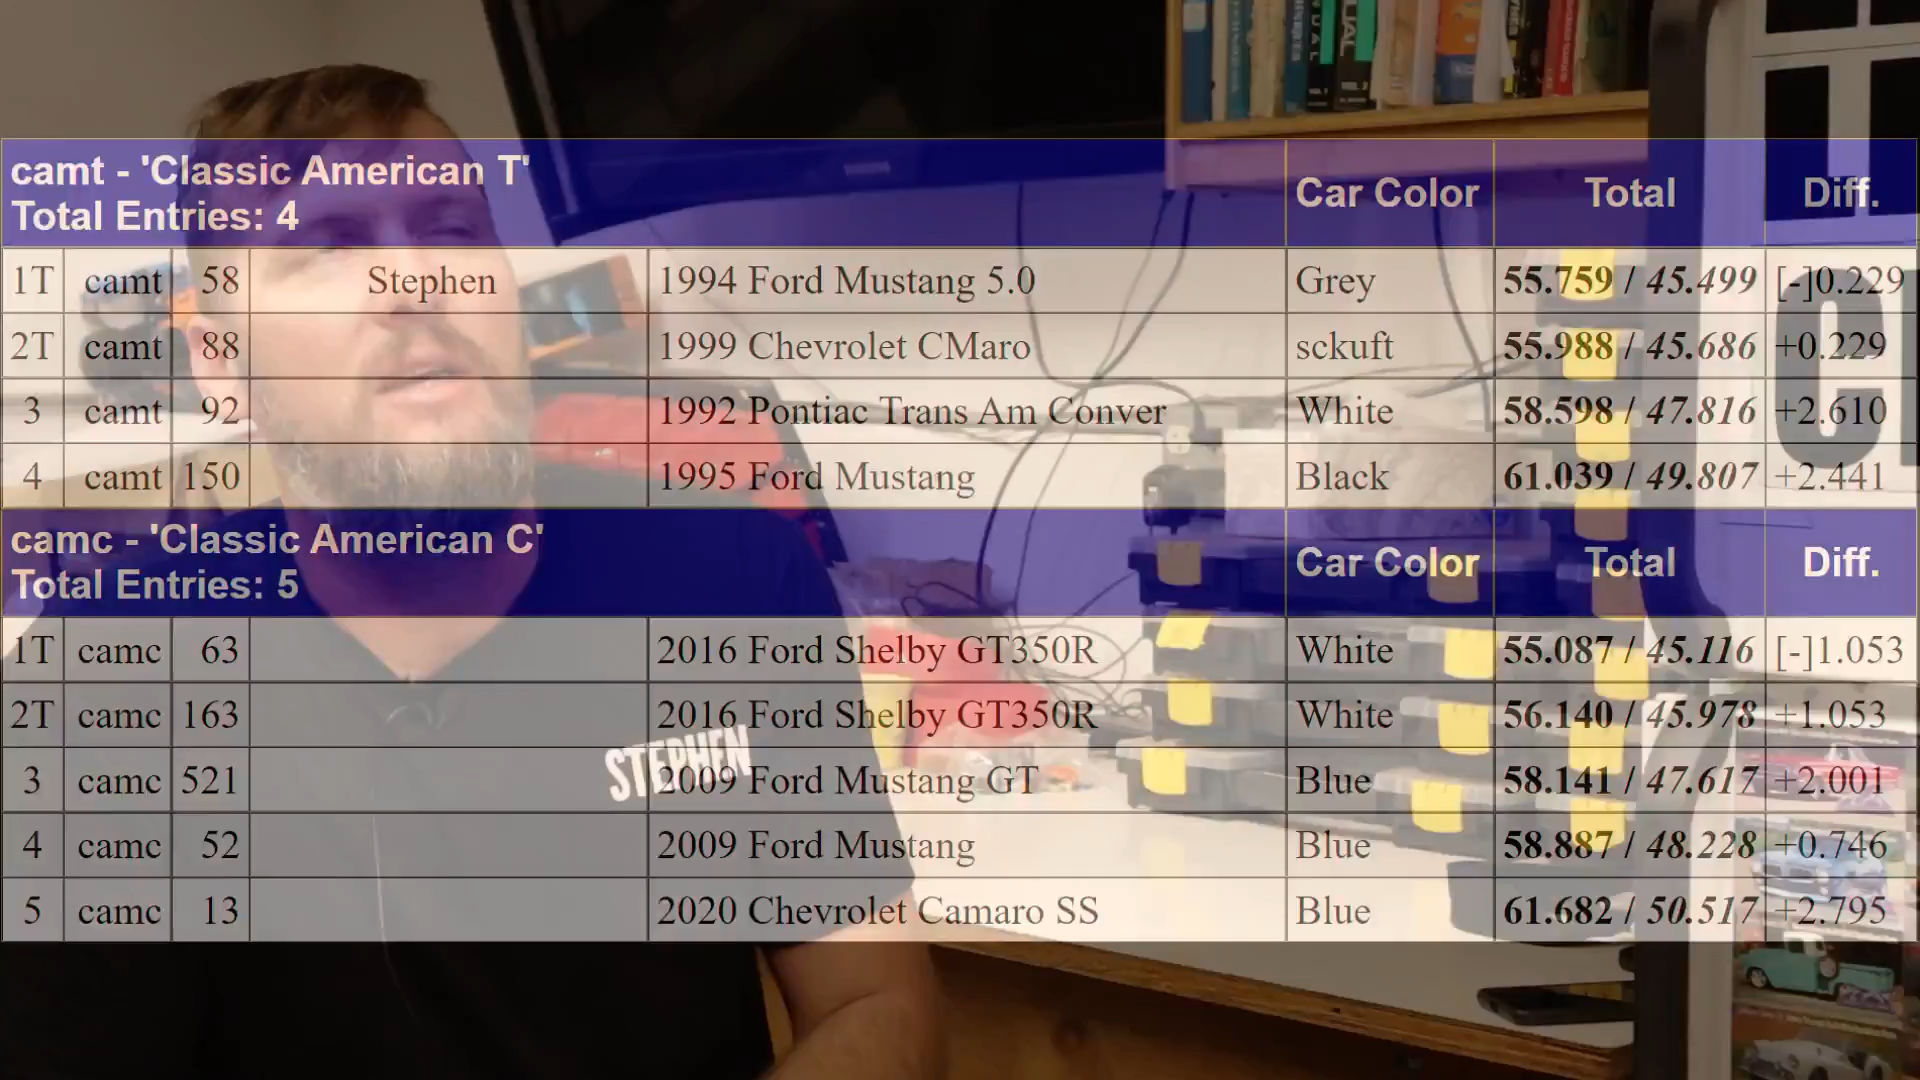 camt - 'Classic American T'
Total Entries: 4
Car Color Total Diff.
1T camt 58 Stephen 1994 Ford Mustang 5.0 Grey 55.759 / 45.499 [-]0.229
2T camt 88 1999 Chevrolet CMaro sckuft 55.988 / 45.686 +0.229
3 camt 92 1992 Pontiac Trans Am Conver White 58.598 / 47.816 +2.610
4 camt 150 1995 Ford Mustang Black 61.039 / 49.807 +2.441
camc - 'Classic American C'
Total Entries: 5
Car Color Total Diff.
1T camc 63 2016 Ford Shelby GT350R White 55.087 / 45.116 [-]1.053
2T camc 163 2016 Ford Shelby GT350R White 56.140 / 45.978 +1.053
3 camc 521 2009 Ford Mustang GT Blue 58.141 / 47.617 +2.001
4 camc 52 2009 Ford Mustang Blue 58.887 / 48.228 +0.746
5 camc 13 2020 Chevrolet Camaro SS Blue 61.682 / 50.517 +2.795
STEPHEN